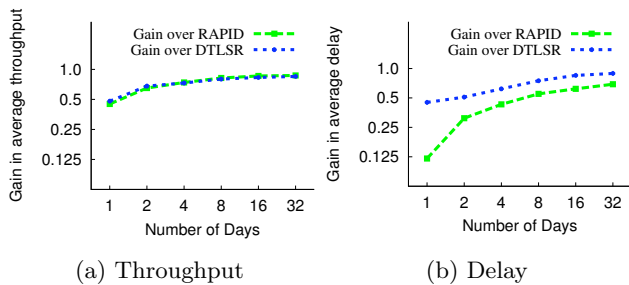 Gain over RAPID
Gain over DTLSR
Gain in average throughput
1.0
0.5
0.25
0.125
1 2 4 8 16 32
Number of Days
(a) Throughput
Gain over RAPID
Gain over DTLSR
Gain in average delay
1.0
0.5
0.25
0.125
1 2 4 8 16 32
Number of Days
(b) Delay